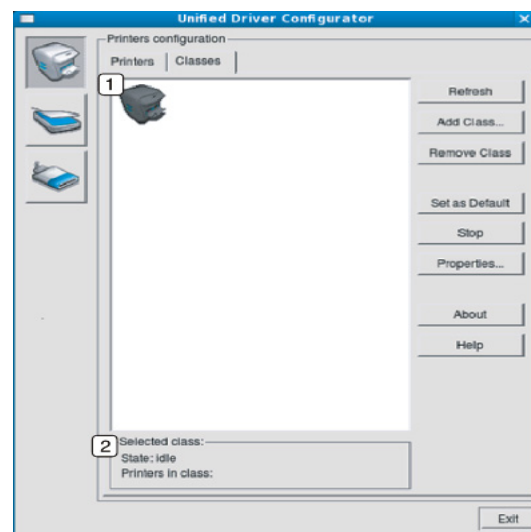 Unified Driver Configurator
Printers configuration
Printers Classes
1
Refresh
Add Class...
Remove Class
Set as Default
Stop
Properties...
About
Help
2
Selected class:
State: idle
Printers in class:
Exit